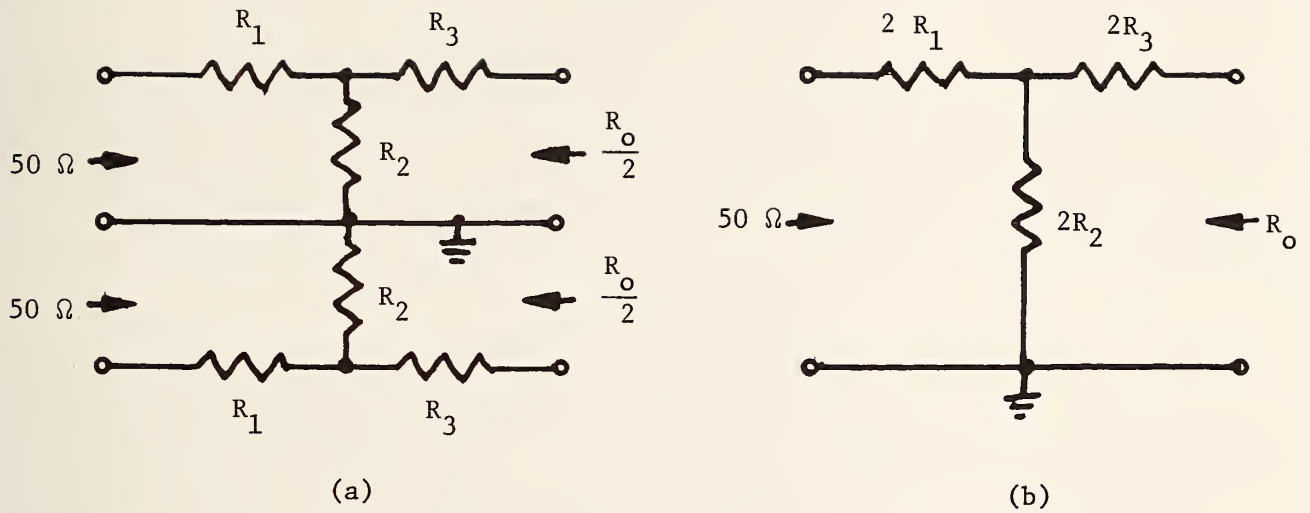 R1 R3
50 Ω R2 Ro/2
50 Ω R2 Ro/2
R1 R3
(a)
2 R1 2R3
50 Ω 2R2 Ro
(b)